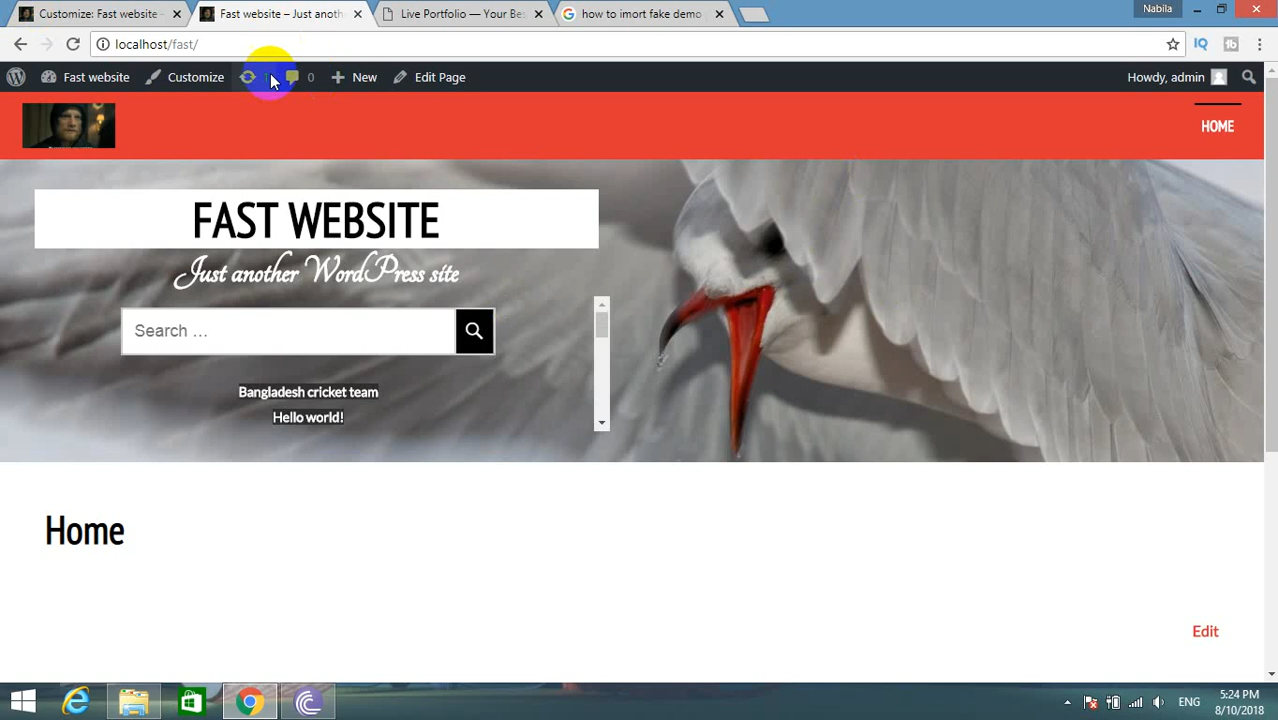 Customize: Fast website -
Fast website – Just anoth
Live Portfolio — Your Bes
how to imort fake demo
Nabila
localhost/fast/
Fast website
Customize
0
New
Edit Page
Howdy, admin
HOME
FAST WEBSITE
Just another WordPress site
Search …
Bangladesh cricket team
Hello world!
Home
Edit
ENG
5:24 PM
8/10/2018